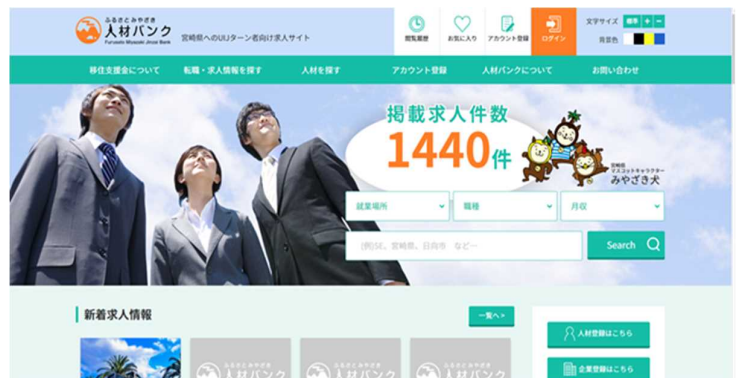 ふるさとみやざき
人材バンク
Furusato Miyazaki Jinzai Bank
宮崎県へのUIJターン者向け求人サイト
閲覧履歴
お気に入り
アカウント登録
ログイン
文字サイズ 標準 + −
背景色
移住支援金について 転職・求人情報を探す 人材を探す アカウント登録 人材バンクについて お問い合わせ
掲載求人件数
1440件
宮崎県
マスコットキャラクター
みやざき犬
就業場所 職種 月収
(例)SE、宮崎県、日向市 など…
Search
新着求人情報
一覧へ >
人材登録はこちら
企業登録はこちら
ふるさとみやざき ふるさとみやざき ふるさとみやざき
人材バンク 人材バンク 人材バンク